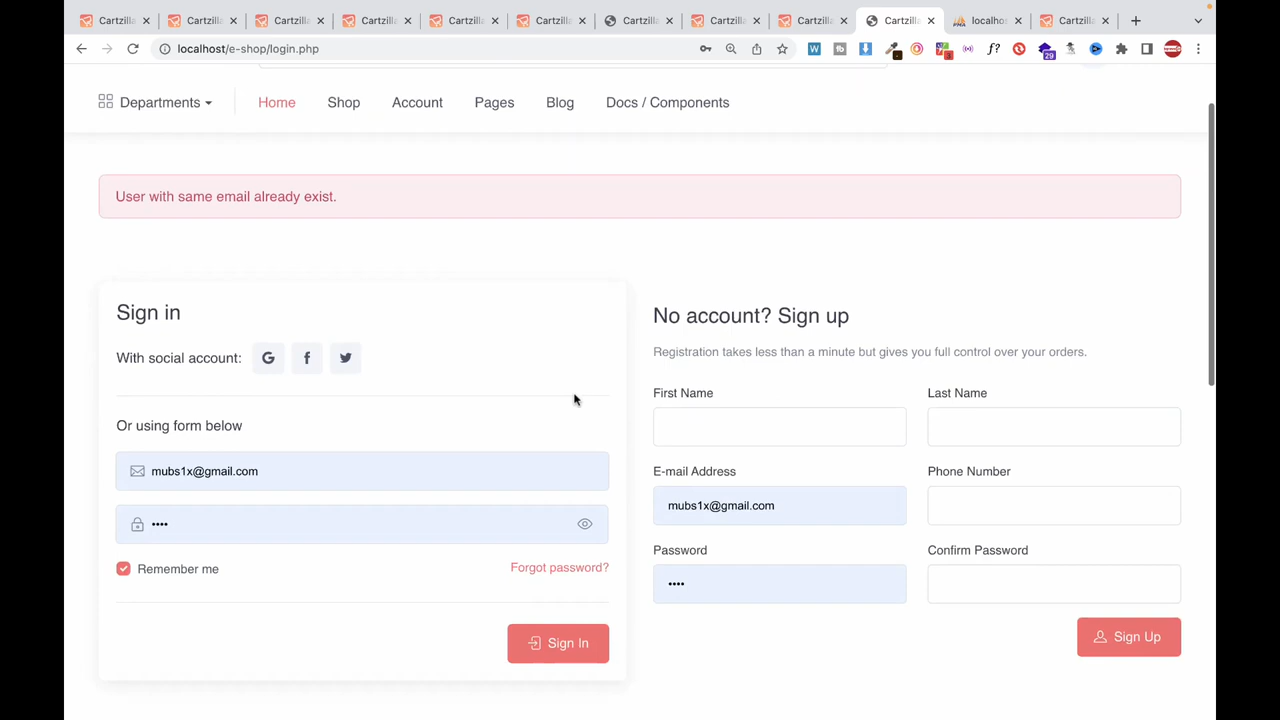 Cartzilla
Cartzilla
Cartzilla
Cartzilla
Cartzilla
Cartzilla
Cartzilla
Cartzilla
Cartzilla
Cartzilla
localhos
Cartzilla
localhost/e-shop/login.php
Departments
Home
Shop
Account
Pages
Blog
Docs / Components
User with same email already exist.
Sign in
With social account:
Or using form below
mubs1x@gmail.com
••••
Remember me
Forgot password?
Sign In
No account? Sign up
Registration takes less than a minute but gives you full control over your orders.
First Name
Last Name
E-mail Address
Phone Number
mubs1x@gmail.com
Password
Confirm Password
••••
Sign Up